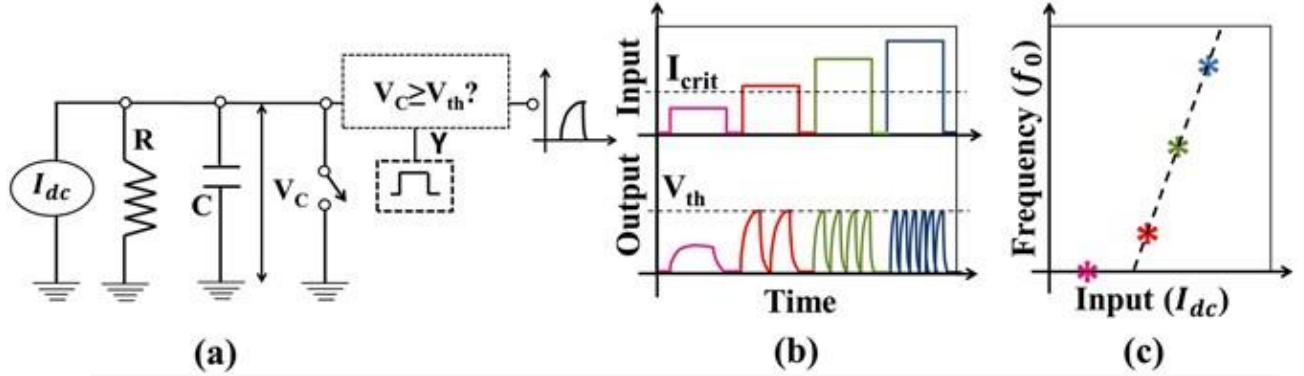 I_dc
R
C
V_C
V_C≥V_th?
Y
(a)
Input
I_crit
Output
V_th
Time
(b)
Frequency (f_0)
Input (I_dc)
(c)